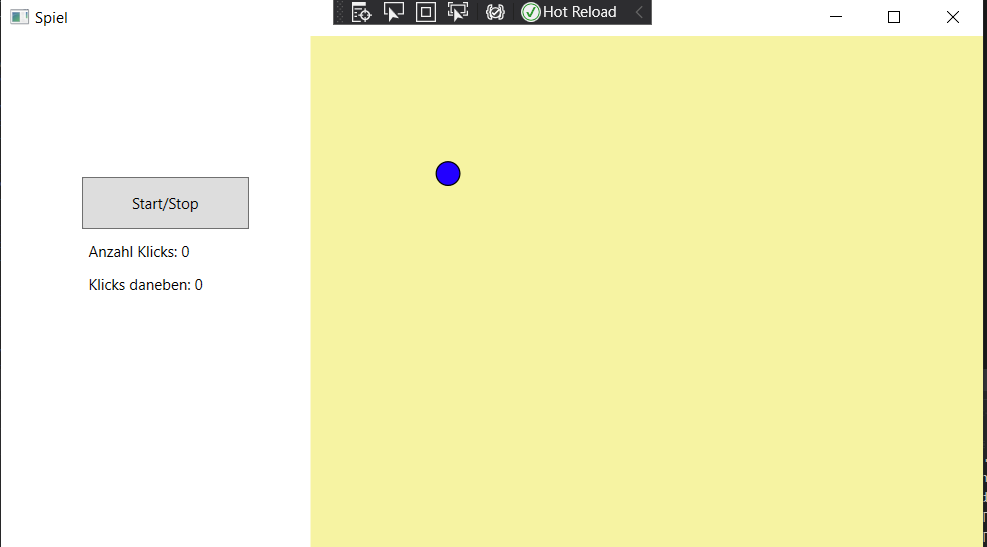 Spiel
Hot Reload
Start/Stop
Anzahl Klicks: 0
Klicks daneben: 0